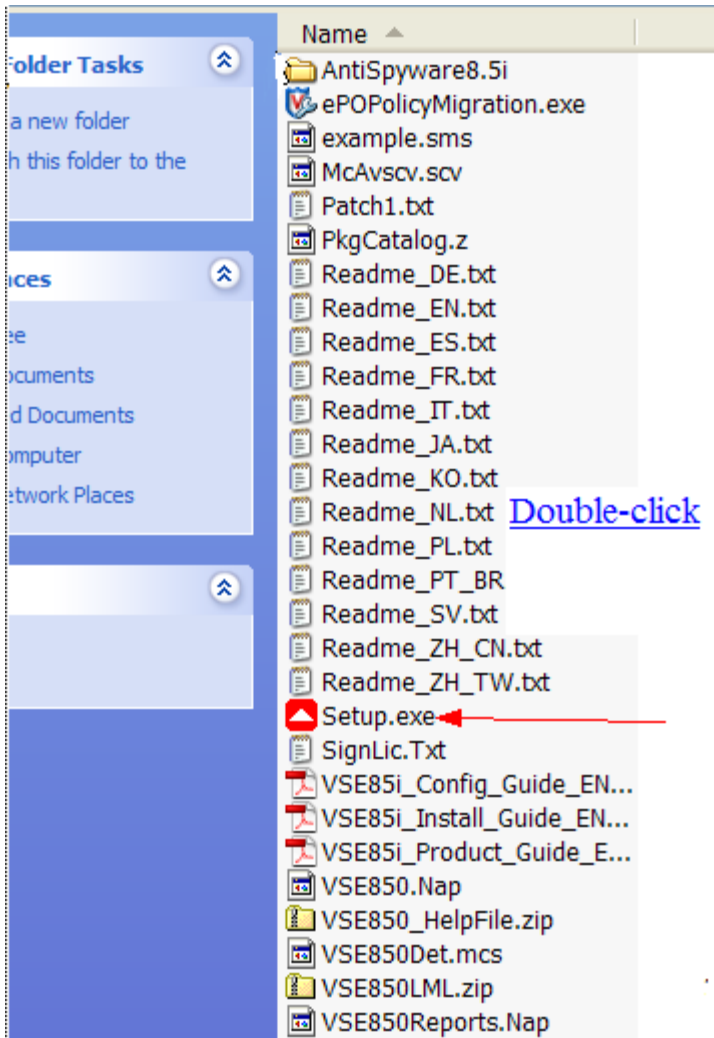 Name
older Tasks
a new folder
h this folder to the
ces
ee
ocuments
d Documents
omputer
etwork Places
AntiSpyware8.5i
ePOPolicyMigration.exe
example.sms
McAvscv.scv
Patch1.txt
PkgCatalog.z
Readme_DE.txt
Readme_EN.txt
Readme_ES.txt
Readme_FR.txt
Readme_IT.txt
Readme_JA.txt
Readme_KO.txt
Readme_NL.txt
Double-click
Readme_PL.txt
Readme_PT_BR
Readme_SV.txt
Readme_ZH_CN.txt
Readme_ZH_TW.txt
Setup.exe
SignLic.Txt
VSE85i_Config_Guide_EN...
VSE85i_Install_Guide_EN...
VSE85i_Product_Guide_E...
VSE850.Nap
VSE850_HelpFile.zip
VSE850Det.mcs
VSE850LML.zip
VSE850Reports.Nap